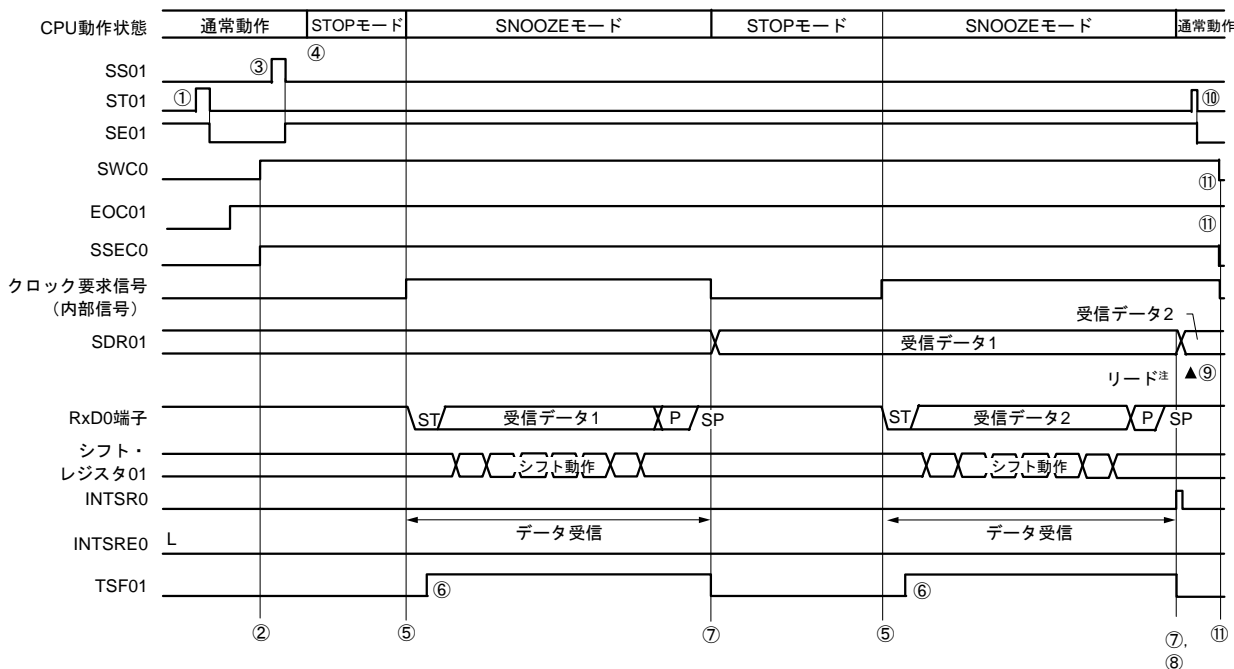 CPU動作状態 通常動作 STOPモード SNOOZEモード STOPモード SNOOZEモード 通常動作
④
SS01 ③
ST01 ① ⑩
SE01
SWC0 ⑪
EOC01
SSEC0 ⑪
クロック要求信号
(内部信号)
受信データ2
SDR01 受信データ1
リード注 ▲⑨
RxD0端子 ST 受信データ1 P SP ST 受信データ2 P SP
シフト・
レジスタ01 シフト動作 シフト動作
INTSR0
データ受信 データ受信
INTSRE0 L
TSF01 ⑥ ⑥
② ⑤ ⑦ ⑤ ⑦, ⑪
⑧